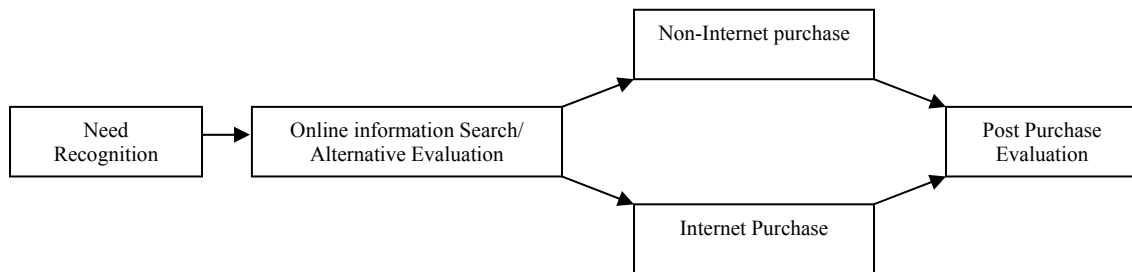 Non-Internet purchase
Need
Recognition
Online information Search/
Alternative Evaluation
Post Purchase
Evaluation
Internet Purchase